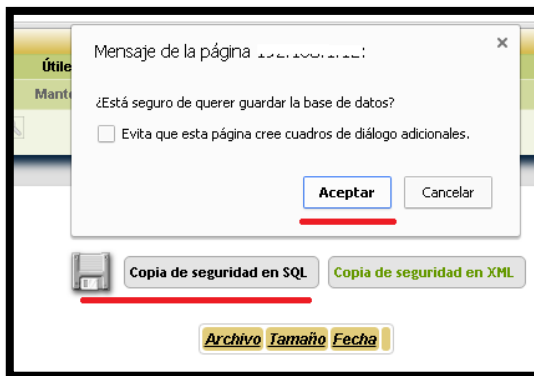 Mensaje de la página
Útile
Mante
¿Está seguro de querer guardar la base de datos?
Evita que esta página cree cuadros de diálogo adicionales.
Aceptar Cancelar
Copia de seguridad en SQL Copia de seguridad en XML
Archivo Tamaño Fecha